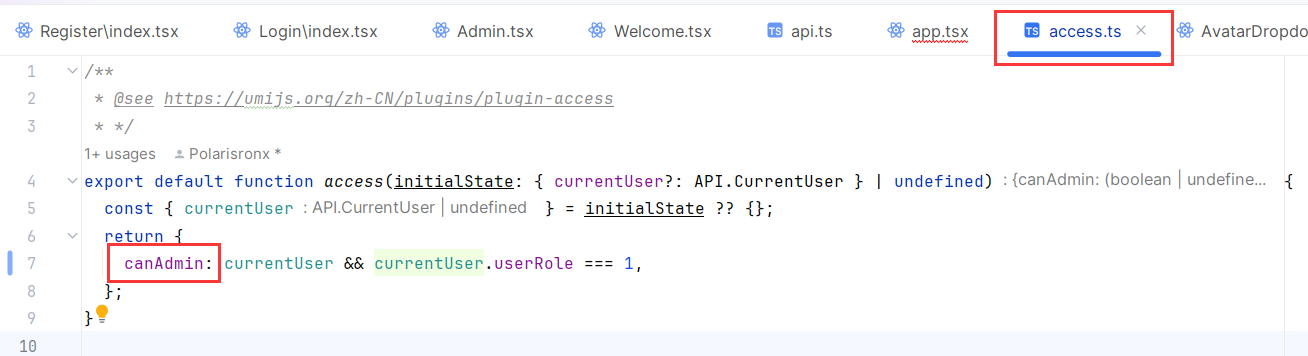 Register\index.tsx Login\index.tsx Admin.tsx Welcome.tsx TS api.ts app.tsx TS access.ts × AvatarDropdo
1 /**
2 * @see https://umijs.org/zh-CN/plugins/plugin-access
3 * */
1+ usages Polarisronx *
4 export default function access(initialState: { currentUser?: API.CurrentUser } | undefined) : {canAdmin: (boolean | undefine... {
5 const { currentUser : API.CurrentUser | undefined } = initialState ?? {};
6 return {
7 canAdmin: currentUser && currentUser.userRole === 1,
8 };
9 }
10